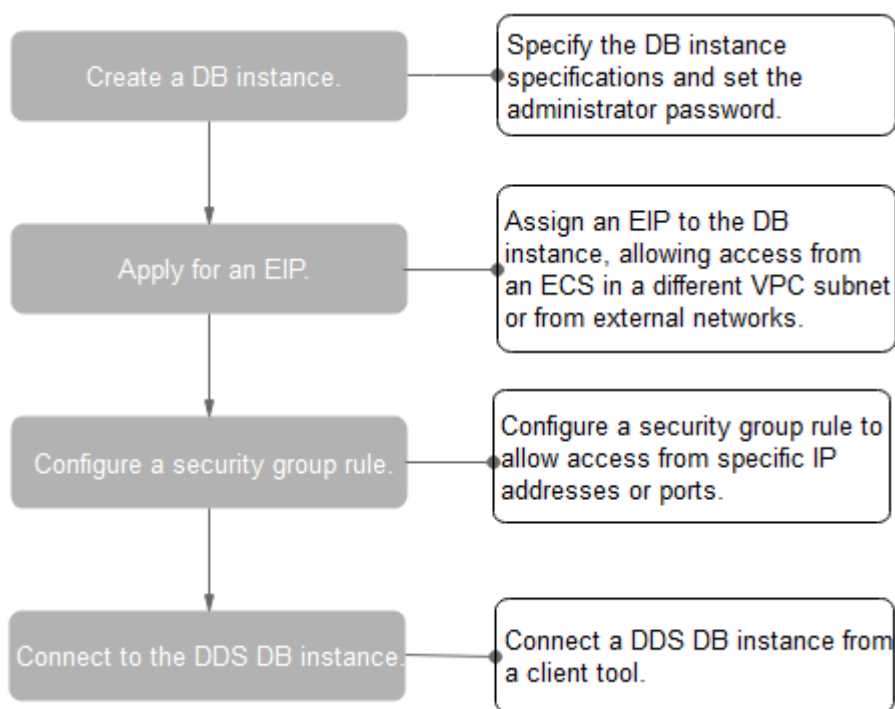 Create a DB instance.
Specify the DB instance
specifications and set the
administrator password.
Apply for an EIP.
Assign an EIP to the DB
instance, allowing access from
an ECS in a different VPC subnet
or from external networks.
Configure a security group rule.
Configure a security group rule to
allow access from specific IP
addresses or ports.
Connect to the DDS DB instance.
Connect a DDS DB instance from
a client tool.